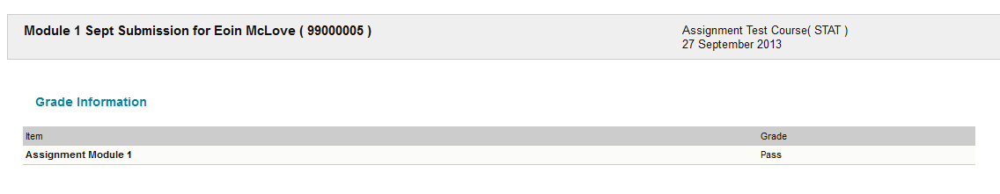 Module 1 Sept Submission for Eoin McLove ( 99000005 )
Assignment Test Course( STAT )
27 September 2013
Grade Information
Item Grade
Assignment Module 1 Pass